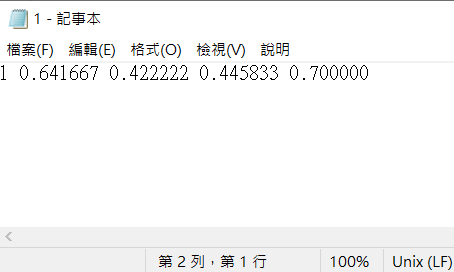 1 - 記事本
檔案(F) 編輯(E) 格式(O) 檢視(V) 說明
1 0.641667 0.422222 0.445833 0.700000
第 2 列，第 1 行 100% Unix (LF)